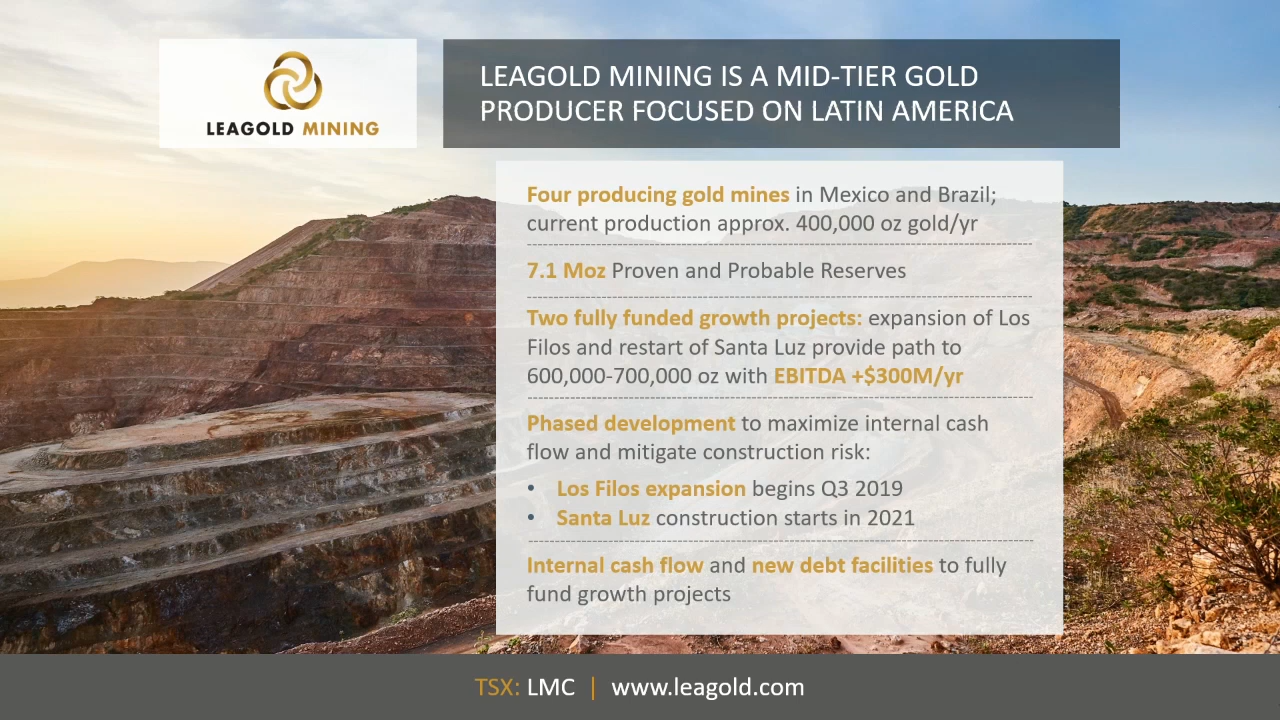 LEAGOLD MINING
LEAGOLD MINING IS A MID-TIER GOLD
PRODUCER FOCUSED ON LATIN AMERICA
Four producing gold mines in Mexico and Brazil;
current production approx. 400,000 oz gold/yr
7.1 Moz Proven and Probable Reserves
Two fully funded growth projects: expansion of Los
Filos and restart of Santa Luz provide path to
600,000-700,000 oz with EBITDA +$300M/yr
Phased development to maximize internal cash
flow and mitigate construction risk:
• Los Filos expansion begins Q3 2019
• Santa Luz construction starts in 2021
Internal cash flow and new debt facilities to fully
fund growth projects
TSX: LMC | www.leagold.com